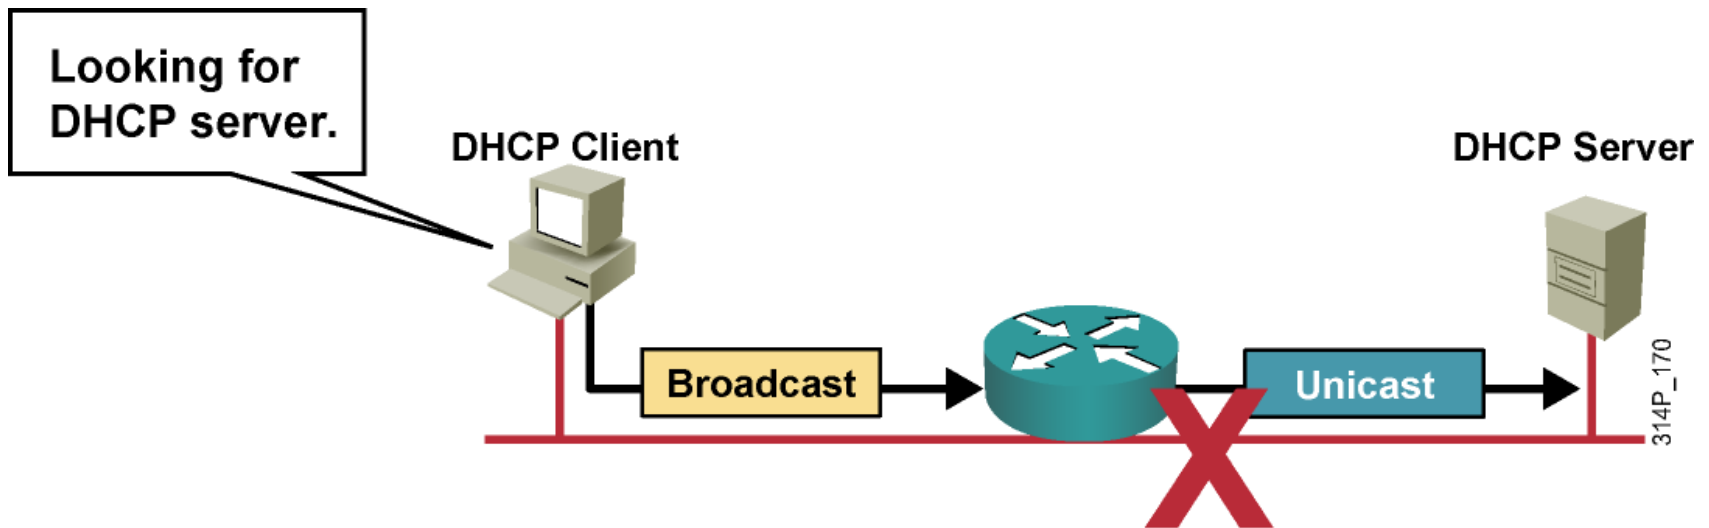 Looking for
DHCP server.
DHCP Client
DHCP Server
Broadcast
Unicast
314P_170